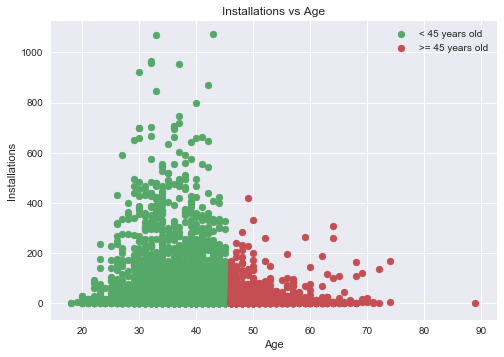 Installations vs Age
< 45 years old
>= 45 years old
1000
800
600
400
200
0
Installations
20 30 40 50 60 70 80 90
Age